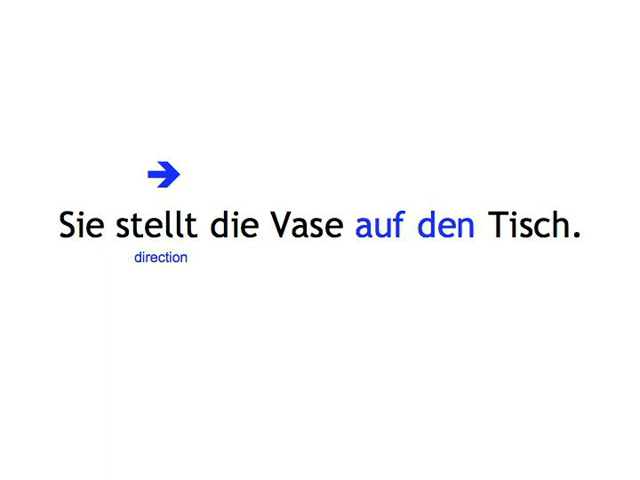 Sie stellt die Vase auf den Tisch.
direction